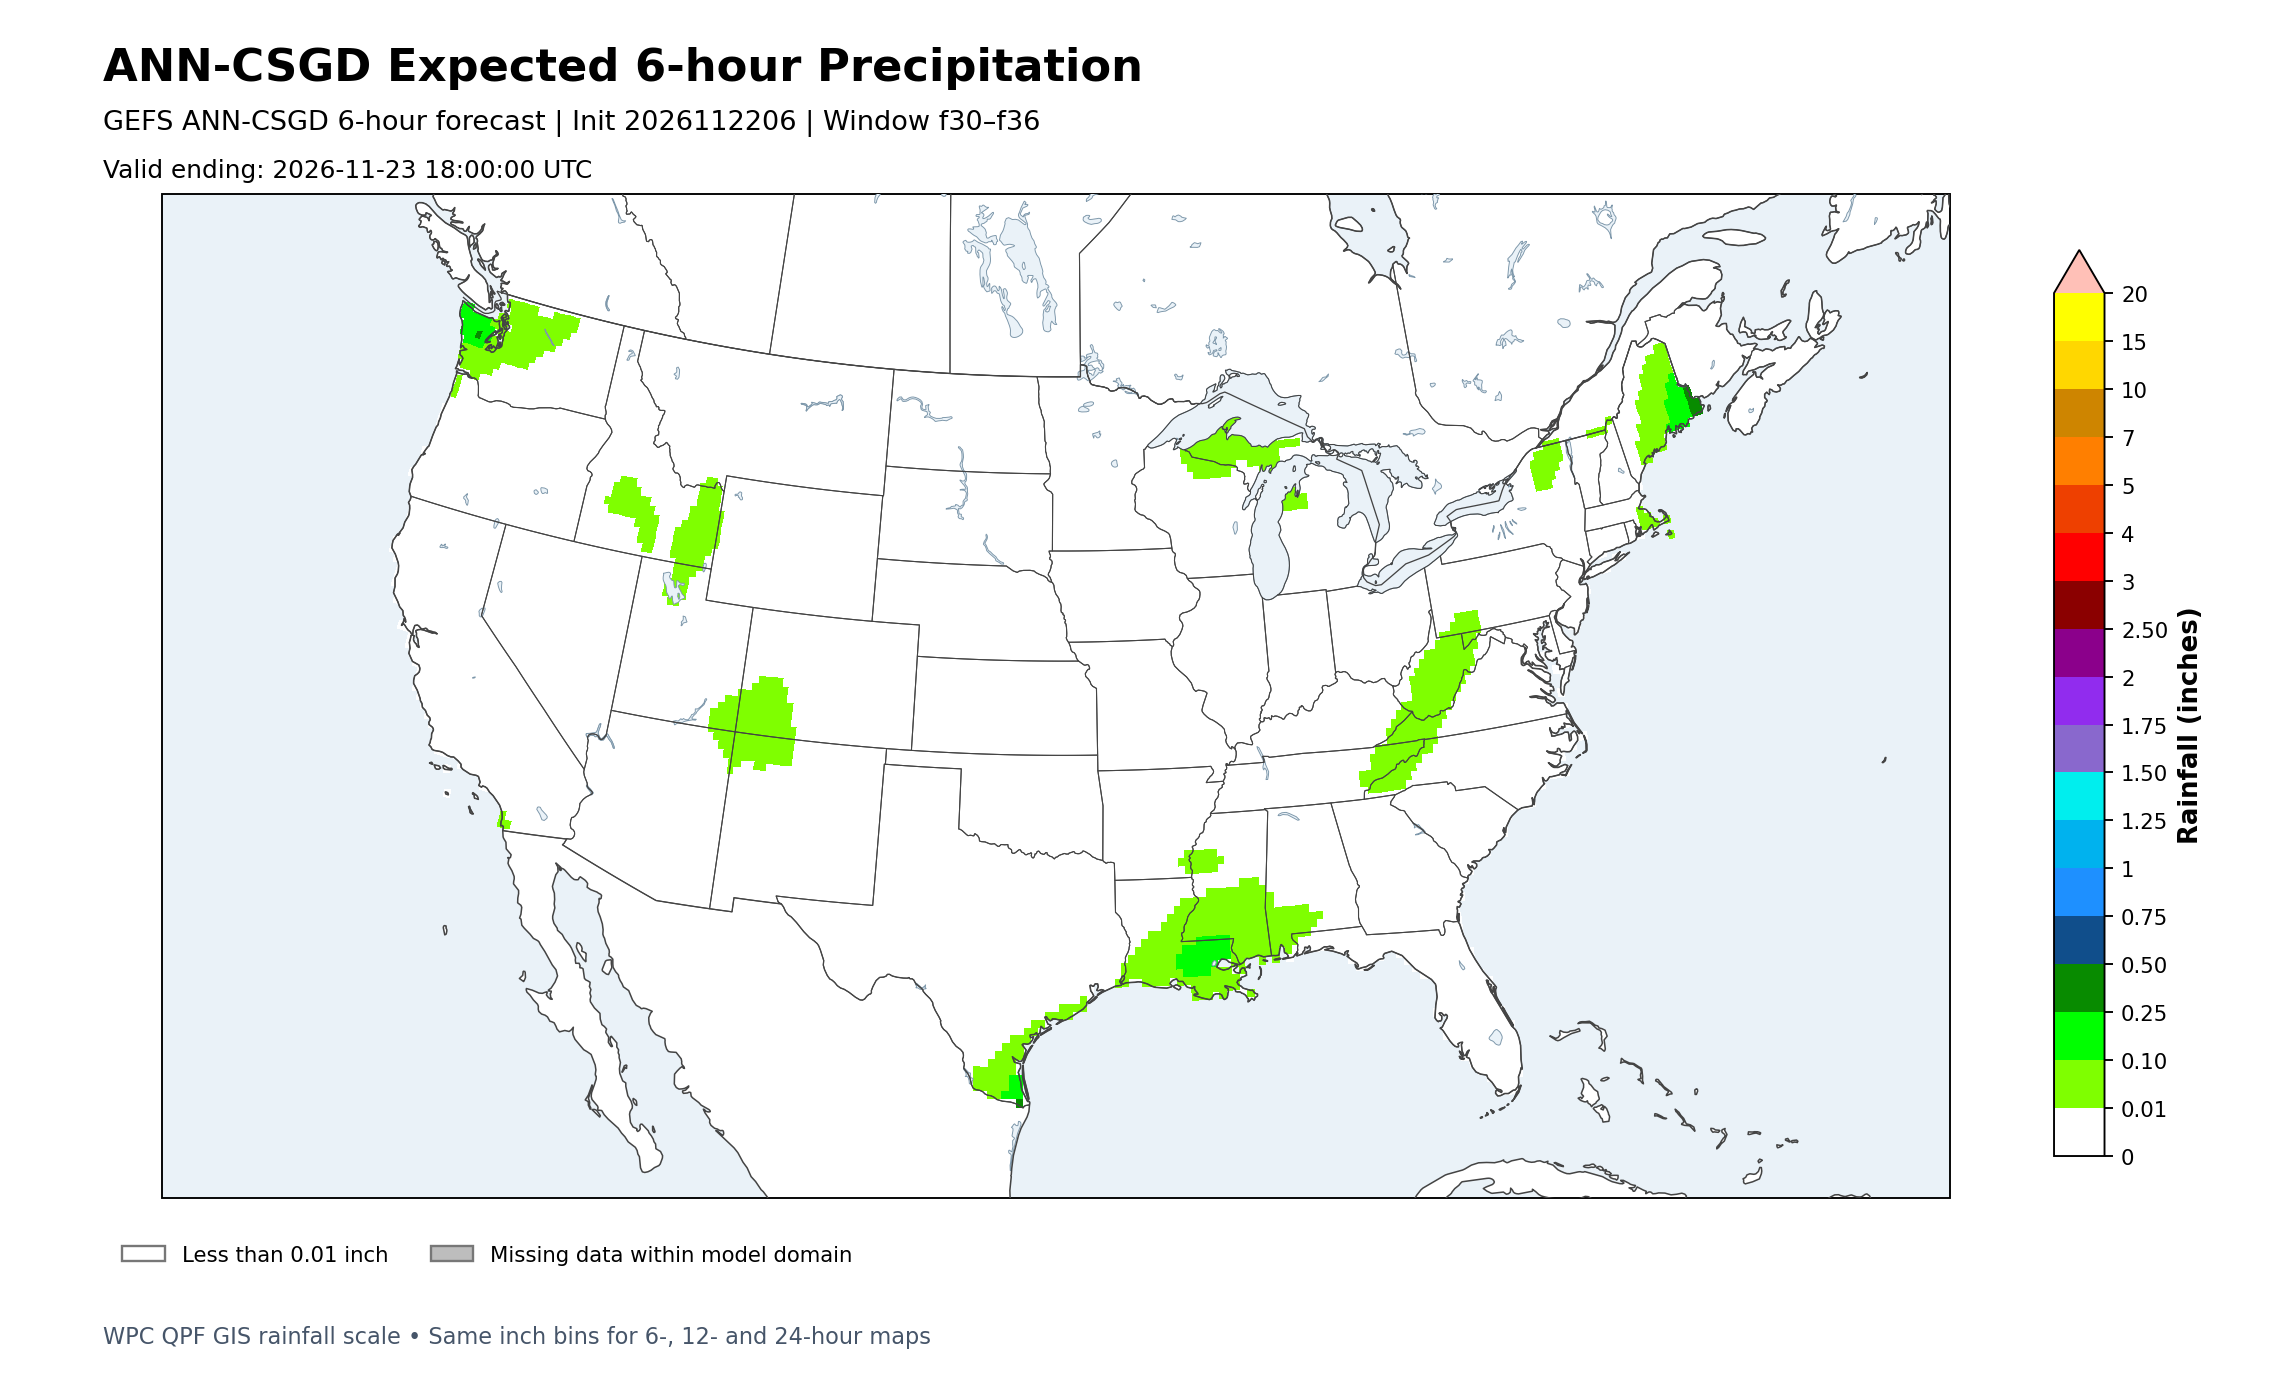 ANN-CSGD Expected 6-hour Precipitation
GEFS ANN-CSGD 6-hour forecast | Init 2026112206 | Window f30–f36
Valid ending: 2026-11-23 18:00:00 UTC
20
15
10
7
5
4
3
2.50
2
1.75
1.50
1.25
1
0.75
0.50
0.25
0.10
0.01
0
Rainfall (inches)
Less than 0.01 inch
Missing data within model domain
WPC QPF GIS rainfall scale • Same inch bins for 6-, 12- and 24-hour maps